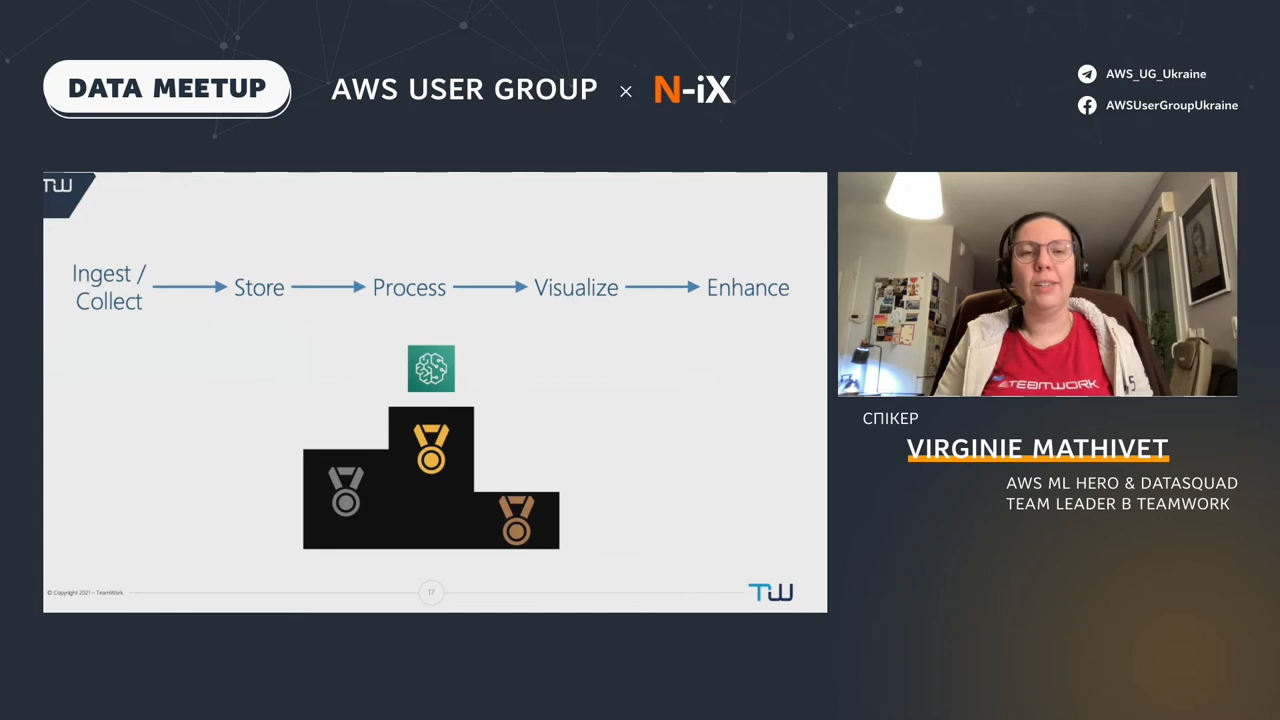 DATA MEETUP
AWS USER GROUP × N-iX
AWS_UG_Ukraine
AWSUserGroupUkraine
TW
Ingest /
Collect
Store
Process
Visualize
Enhance
© Copyright 2021 – TeamWork
17
TW
TEAMWORK
СПІКЕР
VIRGINIE MATHIVET
AWS ML HERO & DATASQUAD
TEAM LEADER В TEAMWORK